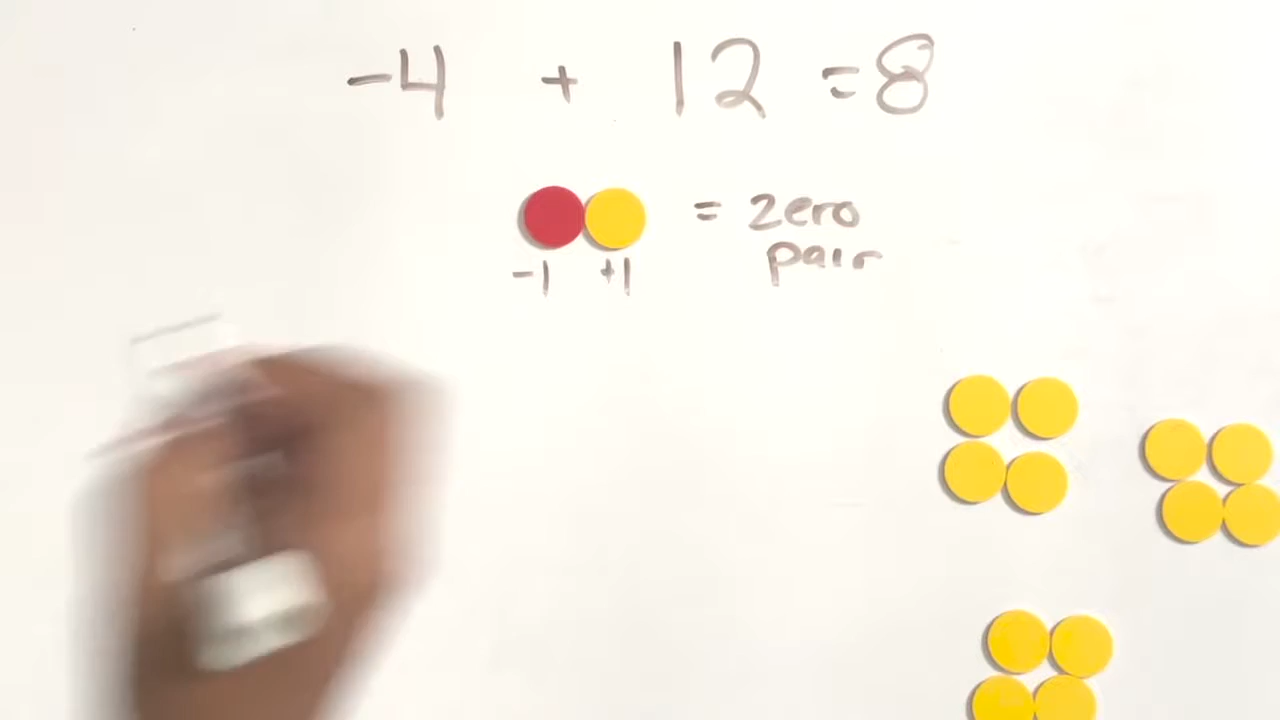 -4 + 12 = 8
= zero
pair
-1 +1